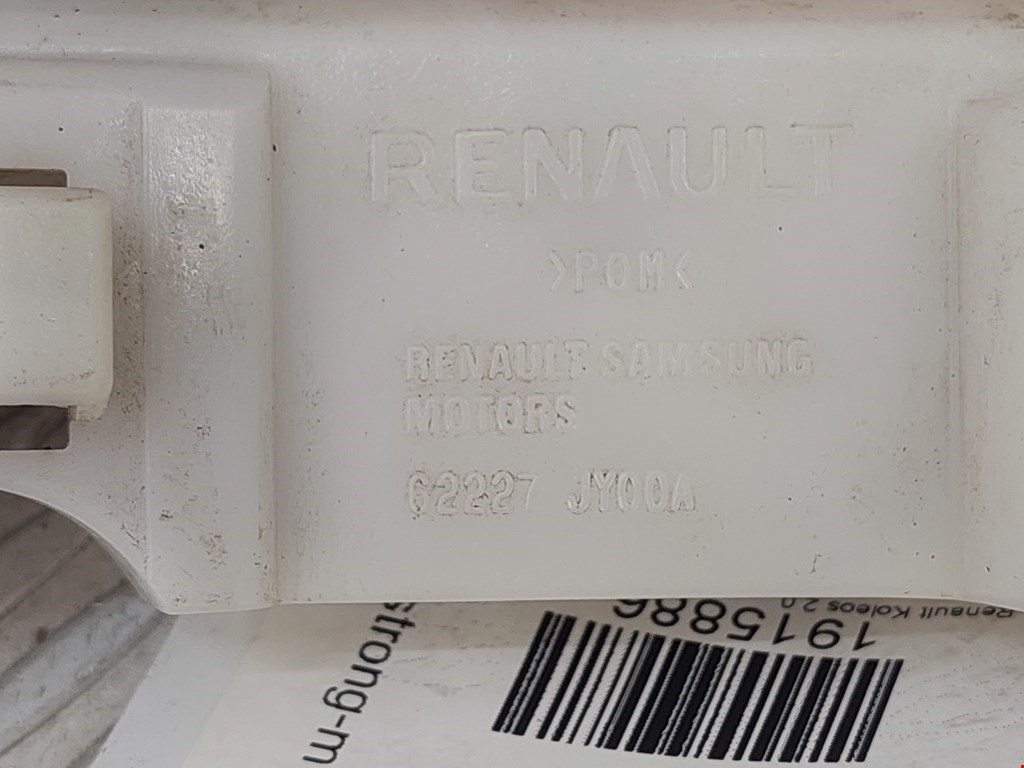 RENAULT
>POM<
RENAULT SAMSUNG
MOTORS
62227 JY00A
Renault Koleos 2.0
1915886
strong-m